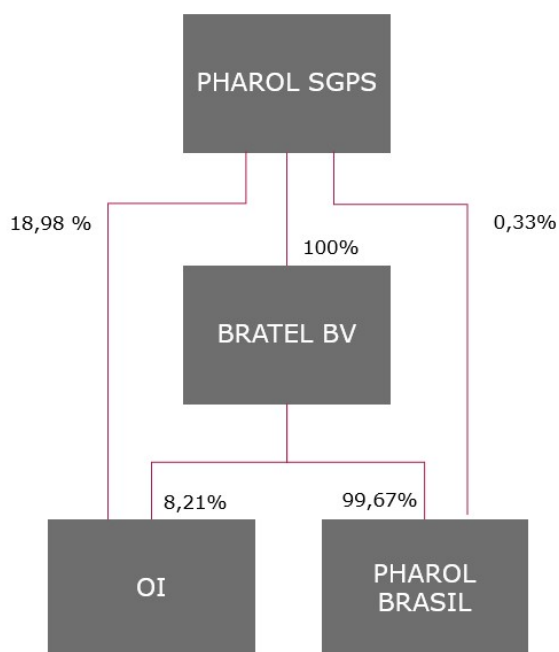 PHAROL SGPS
18,98 %
0,33%
100%
BRATEL BV
8,21%
99,67%
OI
PHAROL
BRASIL